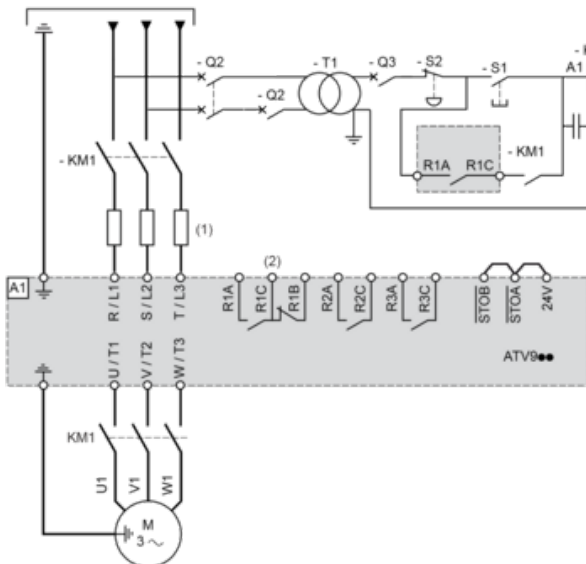 - Q2
- T1
- Q3
- S2
- S1
A1
- Q2
- KM1
R1A
R1C
- KM1
(1)
(2)
A1
R / L1
S / L2
T / L3
R1A
R1C
R1B
R2A
R2C
R3A
R3C
STOB
STOA
24V
U / T1
V / T2
W / T3
ATV9●●
KM1
U1
V1
W1
M
3 ~